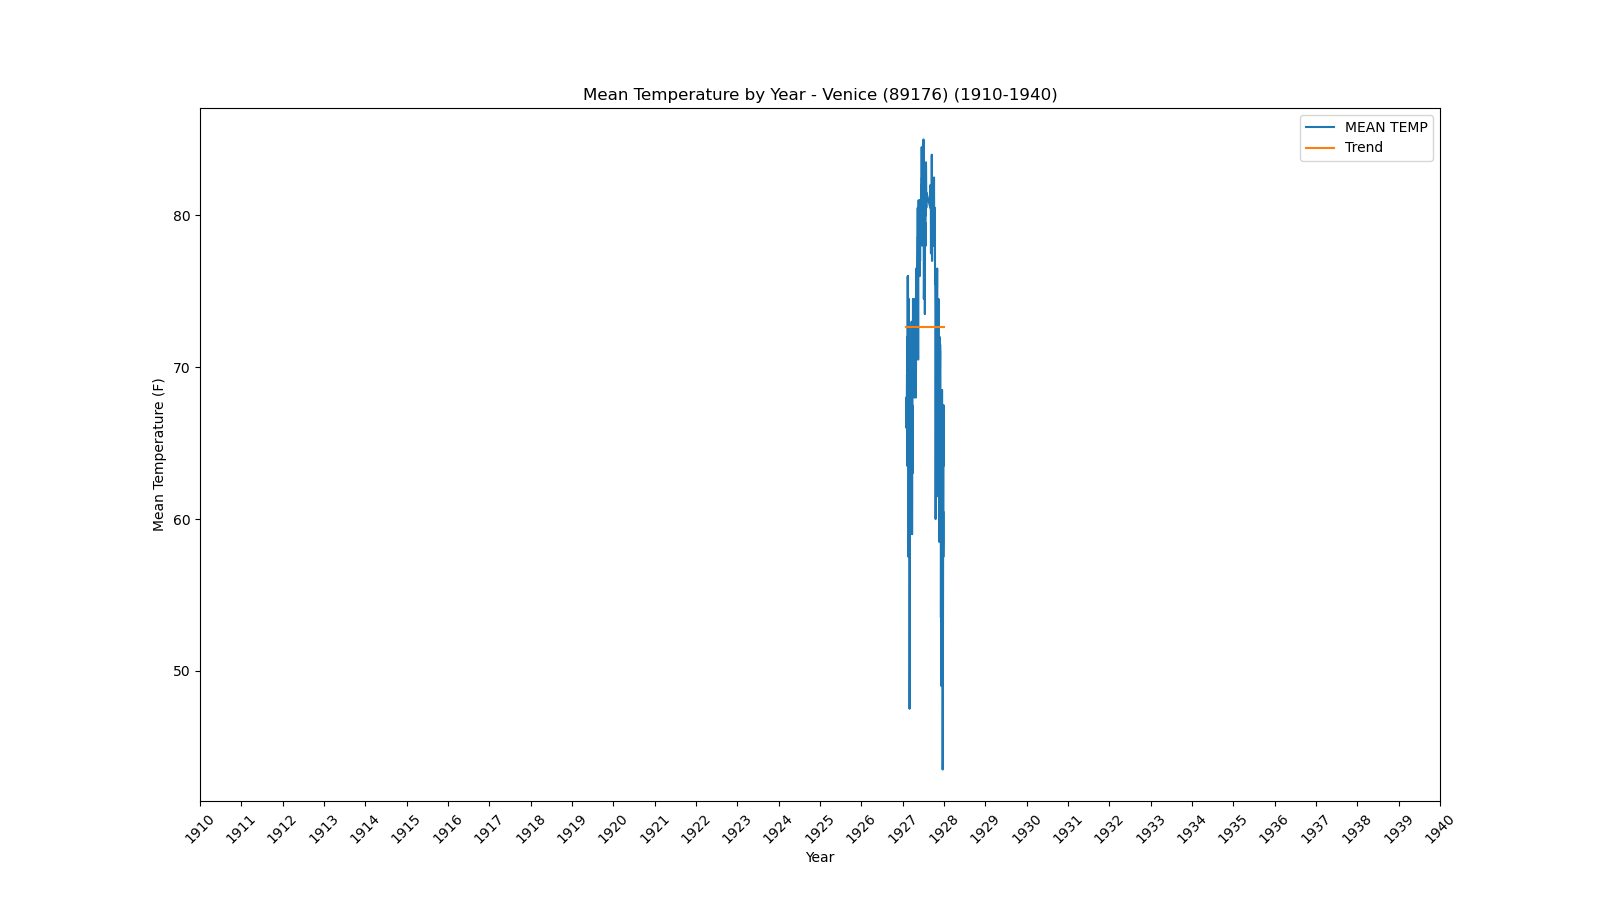 Mean Temperature by Year - Venice (89176) (1910-1940)
MEAN TEMP
Trend
80
70
60
50
Mean Temperature (F)
1910 1911 1912 1913 1914 1915 1916 1917 1918 1919 1920 1921 1922 1923 1924 1925 1926 1927 1928 1929 1930 1931 1932 1933 1934 1935 1936 1937 1938 1939 1940
Year